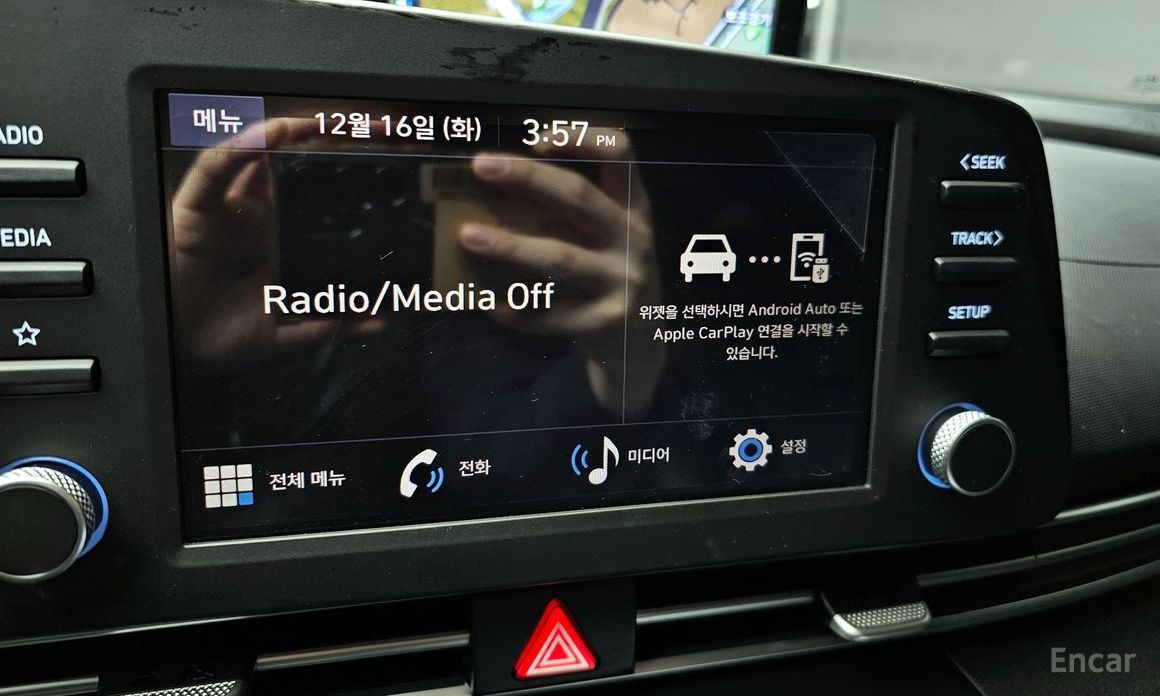 메뉴
12월 16일 (화)
3:57 PM
Radio/Media Off
위젯을 선택하시면 Android Auto 또는
Apple CarPlay 연결을 시작할 수
있습니다.
전체 메뉴
전화
미디어
설정
ADIO
EDIA
<SEEK
TRACK>
SETUP
Encar